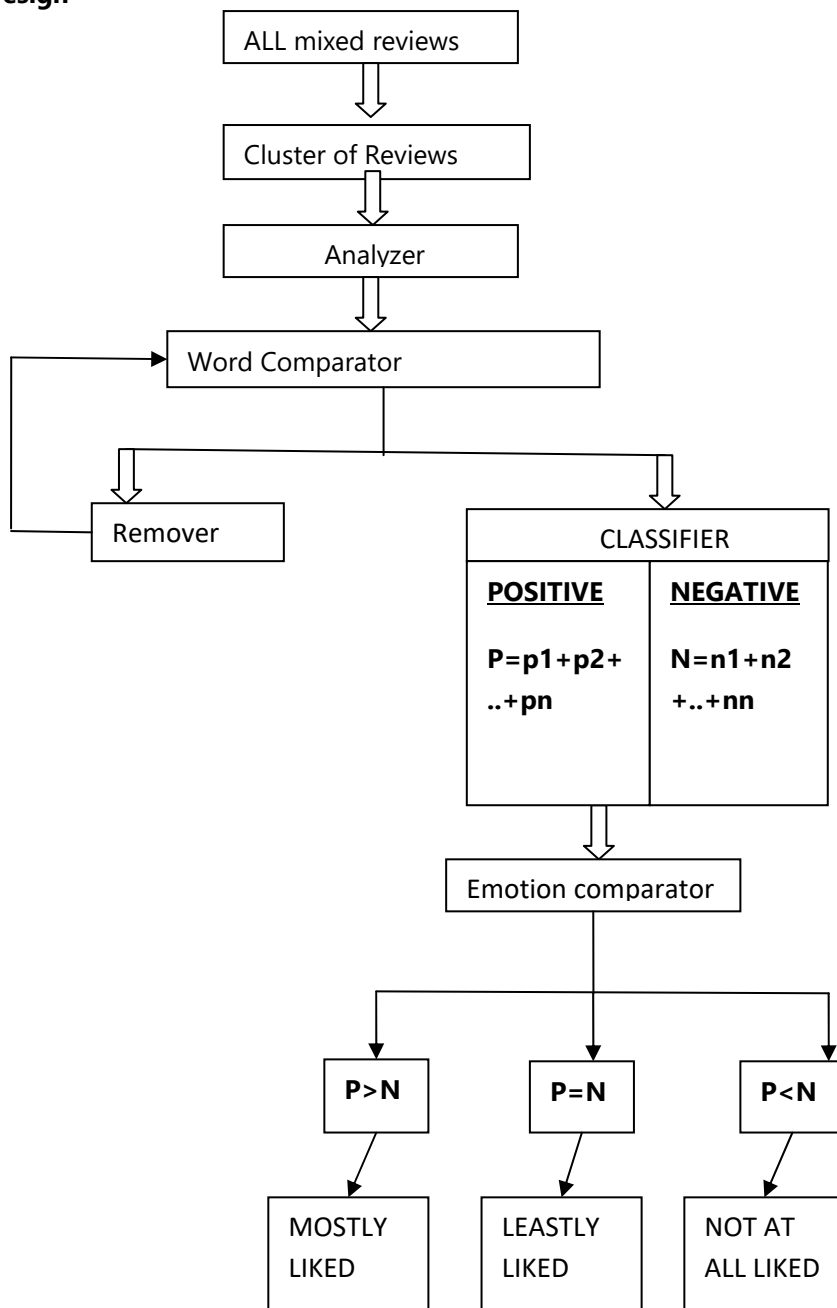 ALL mixed reviews
Cluster of Reviews
Analyzer
Word Comparator
Remover
CLASSIFIER
POSITIVE
P=p1+p2+
..+pn
NEGATIVE
N=n1+n2
+..+nn
Emotion comparator
P>N
P=N
P<N
MOSTLY
LIKED
LEASTLY
LIKED
NOT AT
ALL LIKED